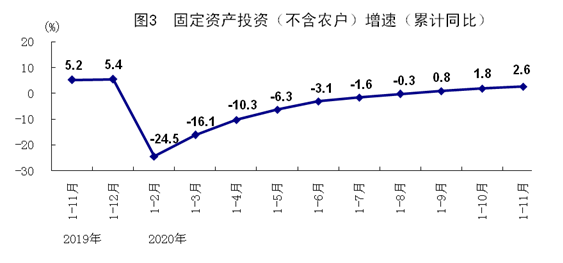 图3 固定资产投资（不含农户）增速（累计同比）
(%)
20
10
0
-10
-20
-30
5.2
5.4
-24.5
-16.1
-10.3
-6.3
-3.1
-1.6
-0.3
0.8
1.8
2.6
1-11月
1-12月
1-2月
1-3月
1-4月
1-5月
1-6月
1-7月
1-8月
1-9月
1-10月
1-11月
2019年
2020年